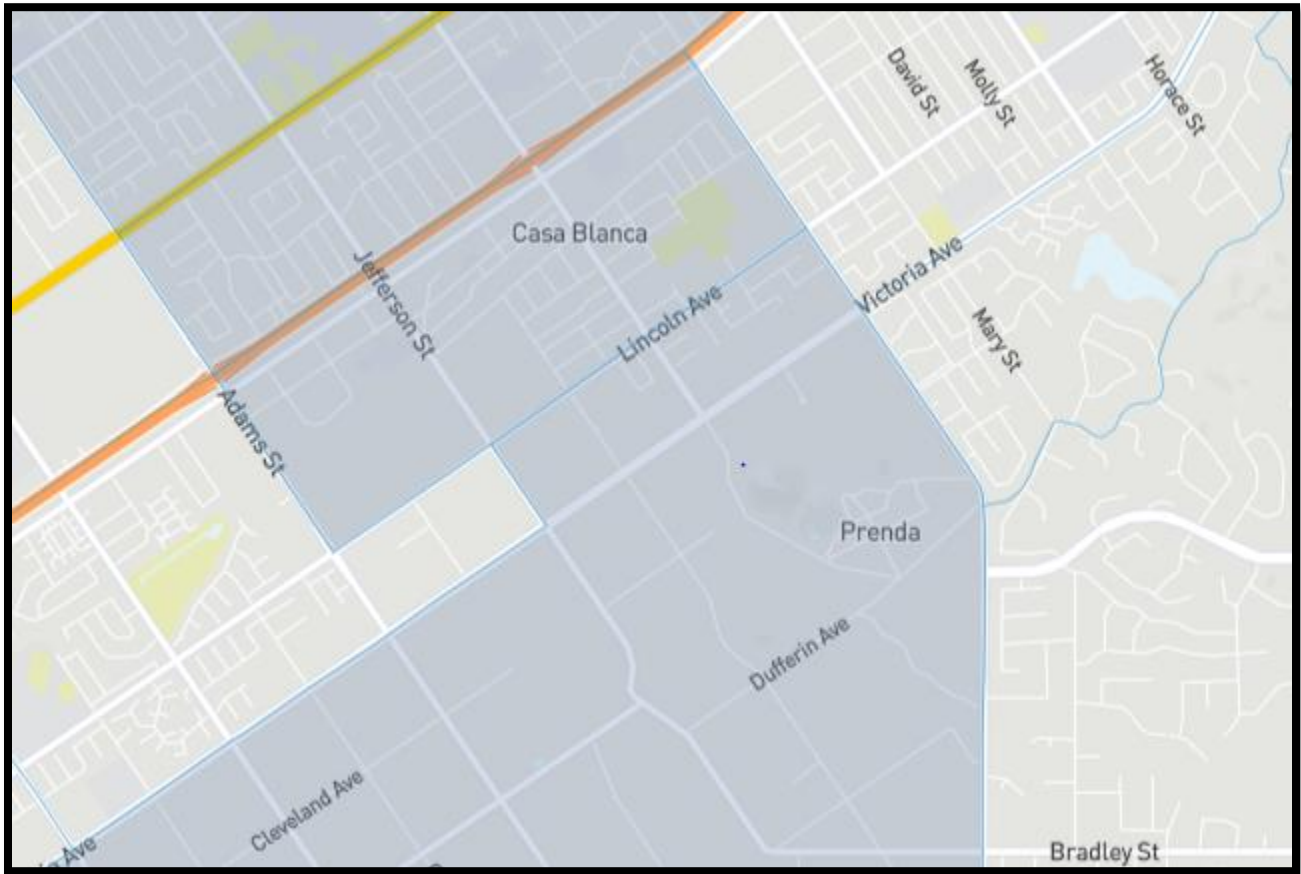 David St
Molly St
Horace St
Casa Blanca
Jefferson St
Victoria Ave
Lincoln Ave
Mary St
Adams St
Prenda
Dufferin Ave
Cleveland Ave
Ave
Bradley St